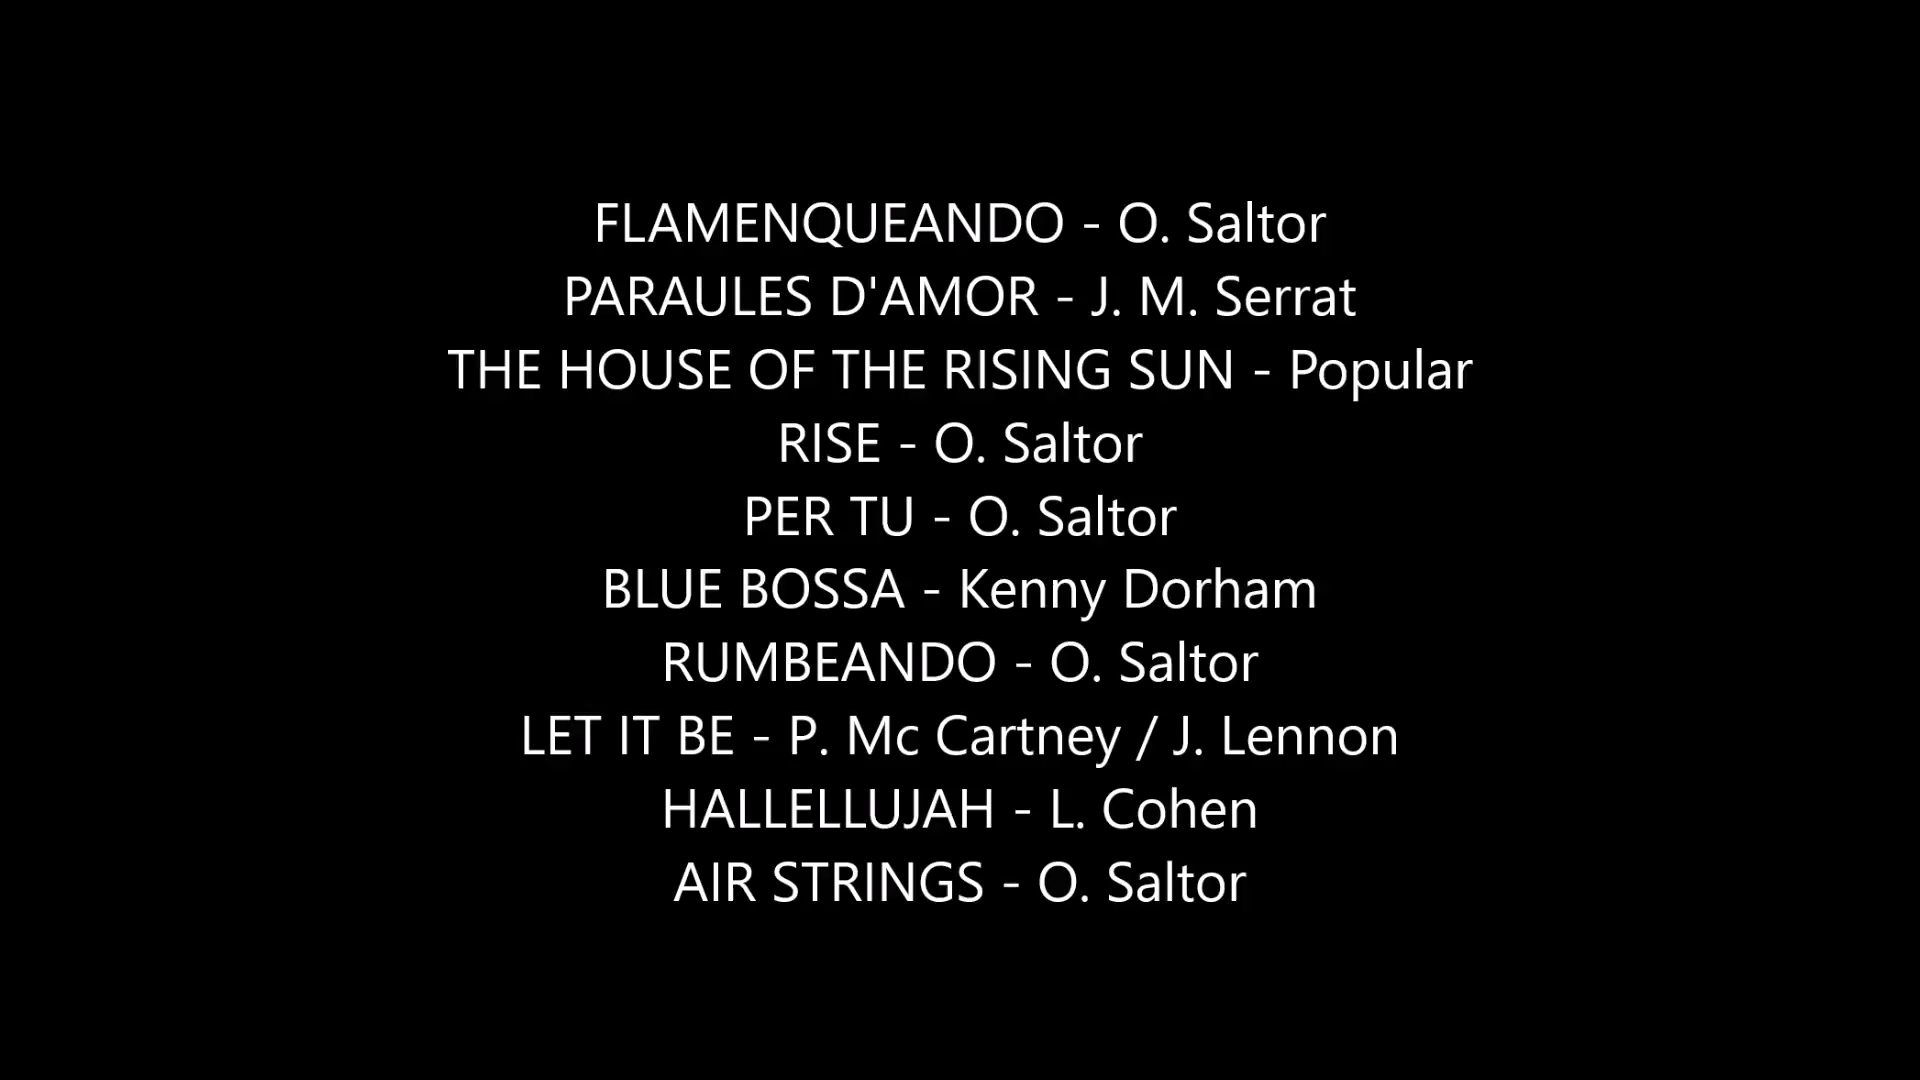 FLAMENQUEANDO - O. Saltor
PARAULES D'AMOR - J. M. Serrat
THE HOUSE OF THE RISING SUN - Popular
RISE - O. Saltor
PER TU - O. Saltor
BLUE BOSSA - Kenny Dorham
RUMBEANDO - O. Saltor
LET IT BE - P. Mc Cartney / J. Lennon
HALLELLUJAH - L. Cohen
AIR STRINGS - O. Saltor